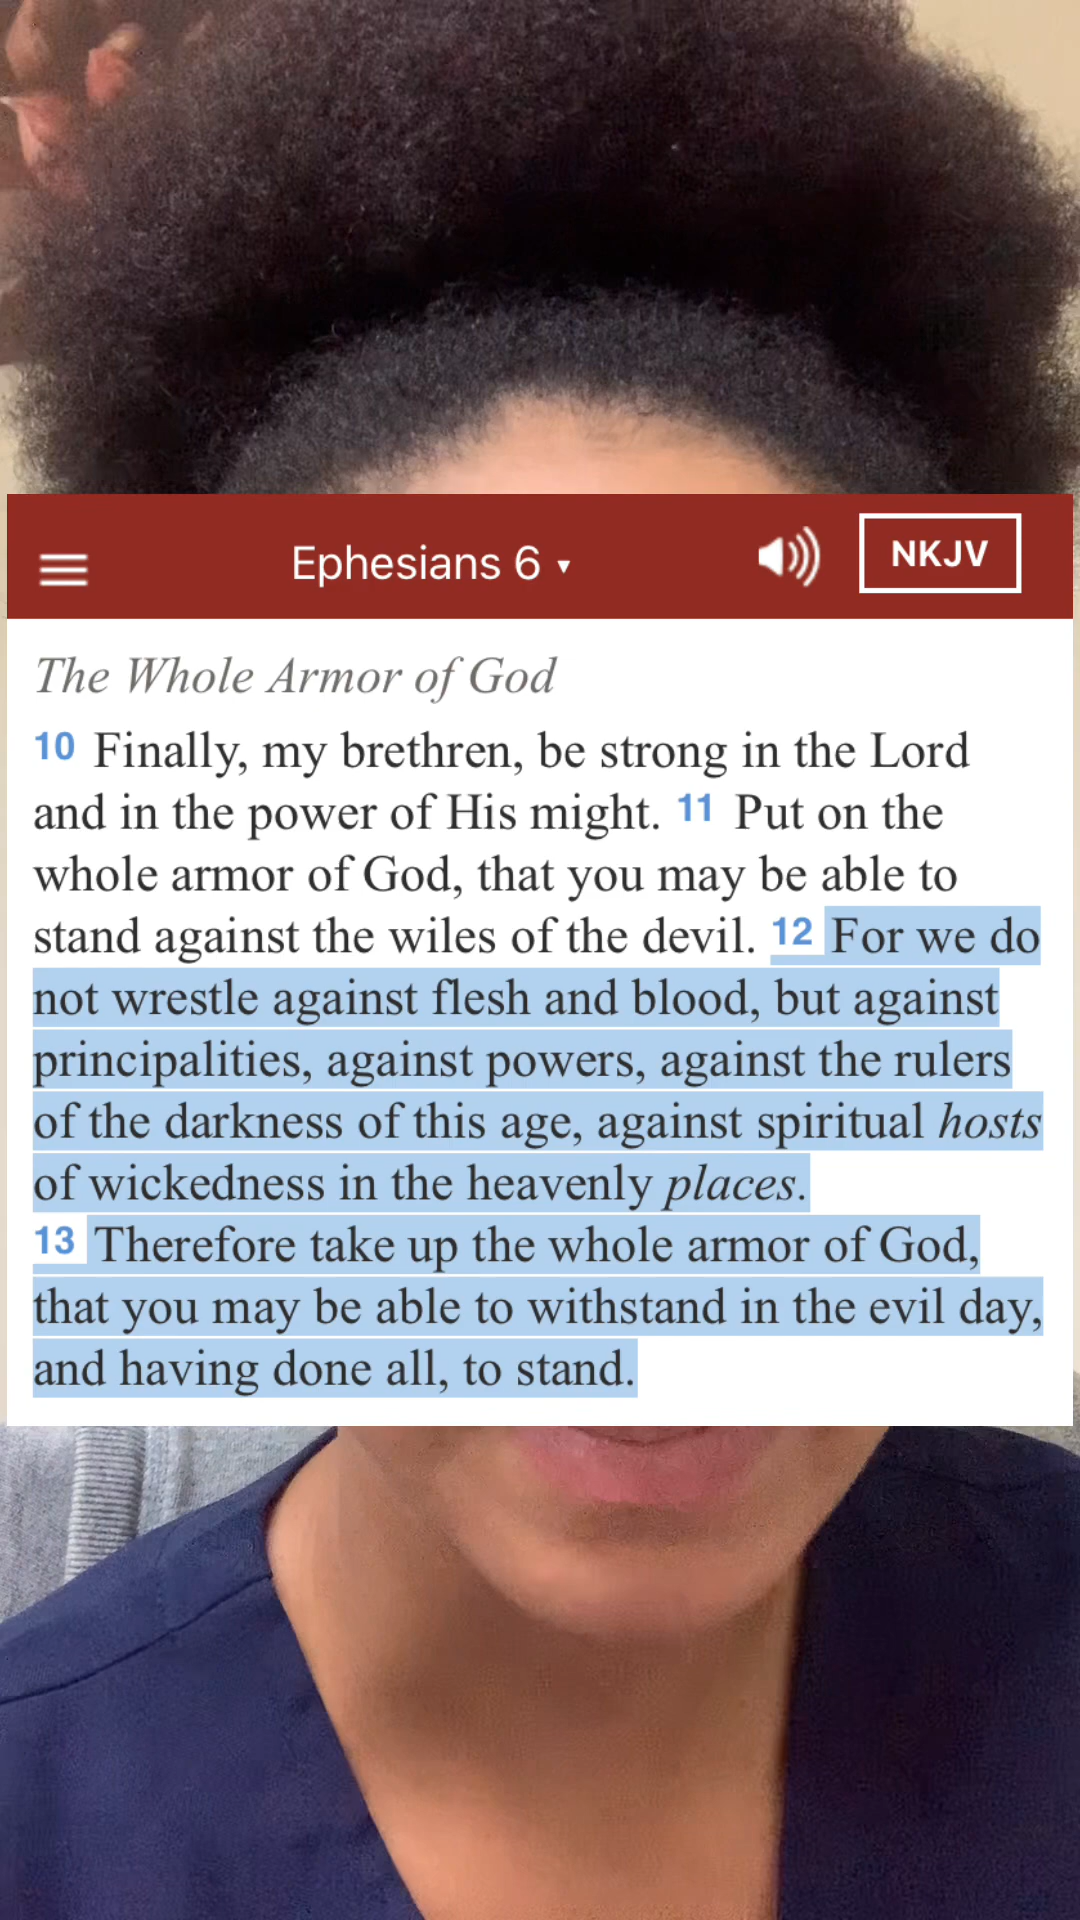 Ephesians 6 ▾
NKJV
The Whole Armor of God
10 Finally, my brethren, be strong in the Lord
and in the power of His might. 11 Put on the
whole armor of God, that you may be able to
stand against the wiles of the devil. 12 For we do
not wrestle against flesh and blood, but against
principalities, against powers, against the rulers
of the darkness of this age, against spiritual hosts
of wickedness in the heavenly places.
13 Therefore take up the whole armor of God,
that you may be able to withstand in the evil day,
and having done all, to stand.